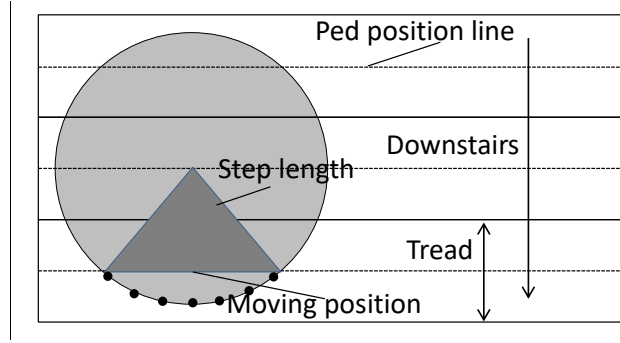 Ped position line
Downstairs
Step length
Tread
Moving position